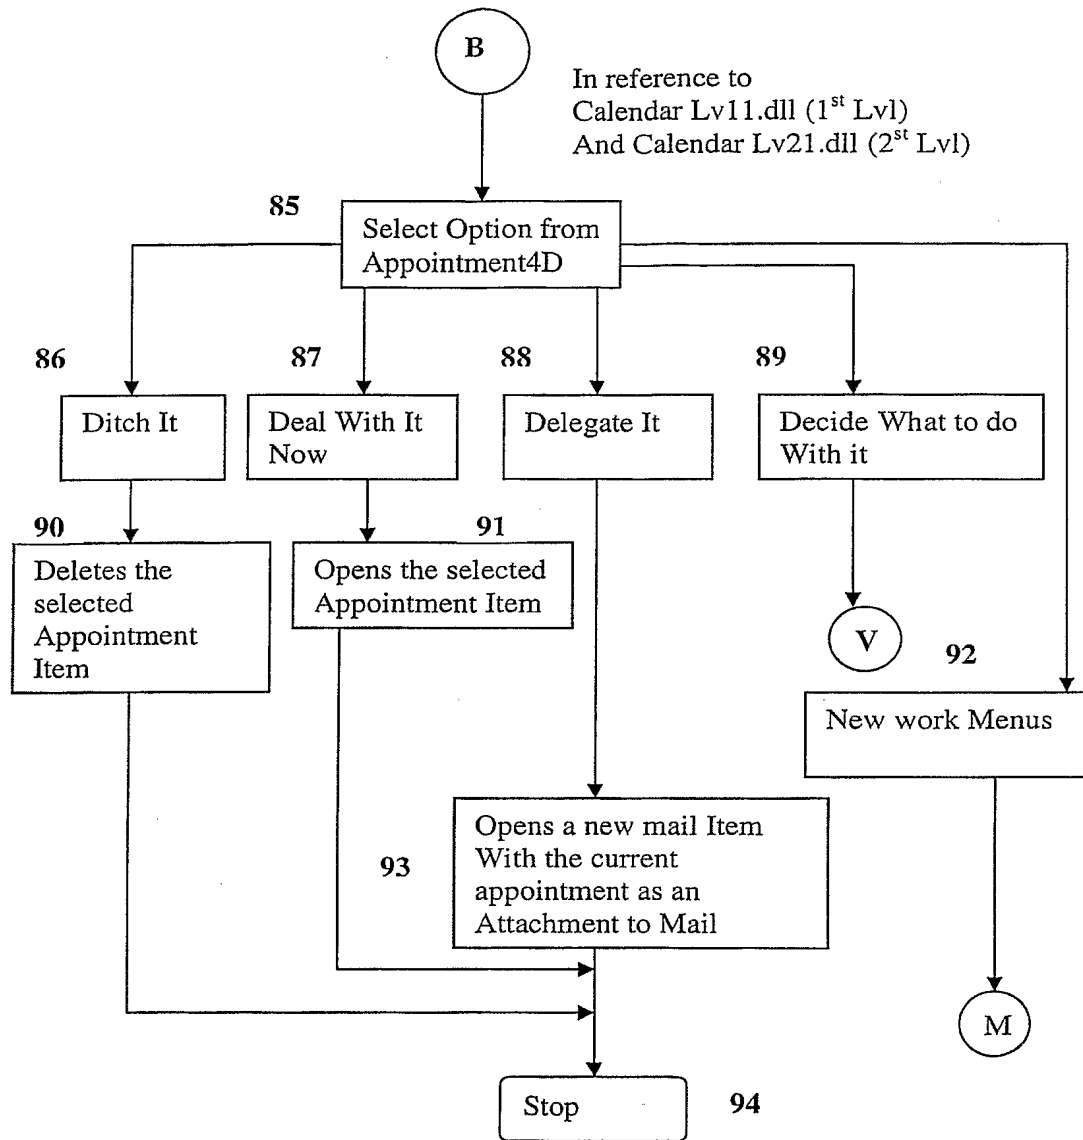 B
In reference to
Calendar Lv11.dll (1st Lvl)
And Calendar Lv21.dll (2st Lvl)
85
Select Option from
Appointment4D
86
87
88
89
Ditch It
Deal With It
Now
Delegate It
Decide What to do
With it
90
91
Deletes the
selected
Appointment
Item
Opens the selected
Appointment Item
V
92
New work Menus
93
Opens a new mail Item
With the current
appointment as an
Attachment to Mail
M
Stop
94